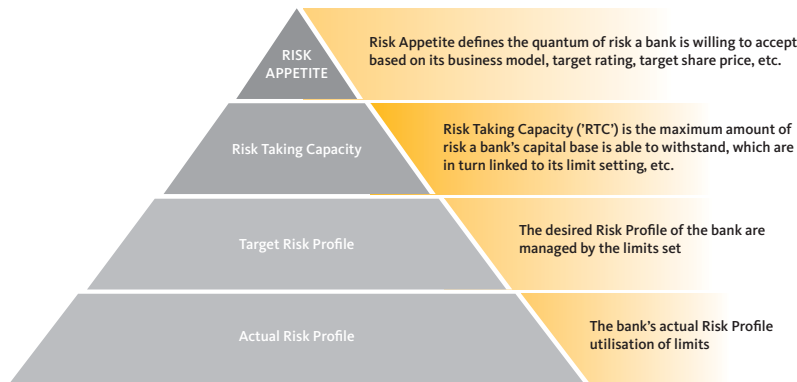 RISK
APPETITE
Risk Appetite defines the quantum of risk a bank is willing to accept
based on its business model, target rating, target share price, etc.
Risk Taking Capacity
Risk Taking Capacity ('RTC') is the maximum amount of
risk a bank's capital base is able to withstand, which are
in turn linked to its limit setting, etc.
Target Risk Profile
The desired Risk Profile of the bank are
managed by the limits set
Actual Risk Profile
The bank's actual Risk Profile
utilisation of limits